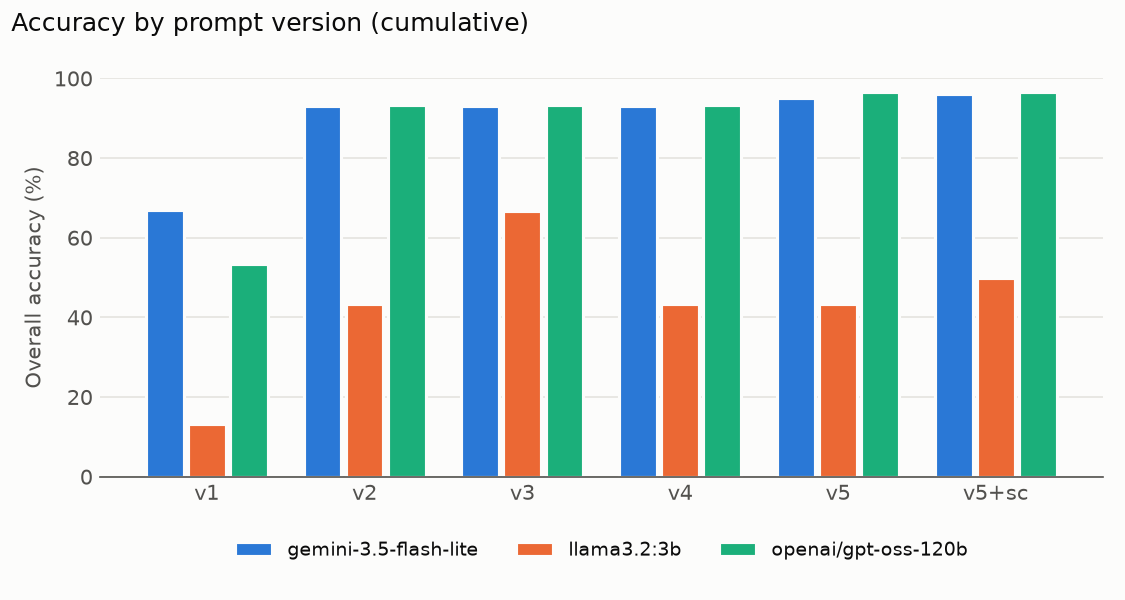 Accuracy by prompt version (cumulative)
Overall accuracy (%)
100
80
60
40
20
0
v1 v2 v3 v4 v5 v5+sc
gemini-3.5-flash-lite llama3.2:3b openai/gpt-oss-120b